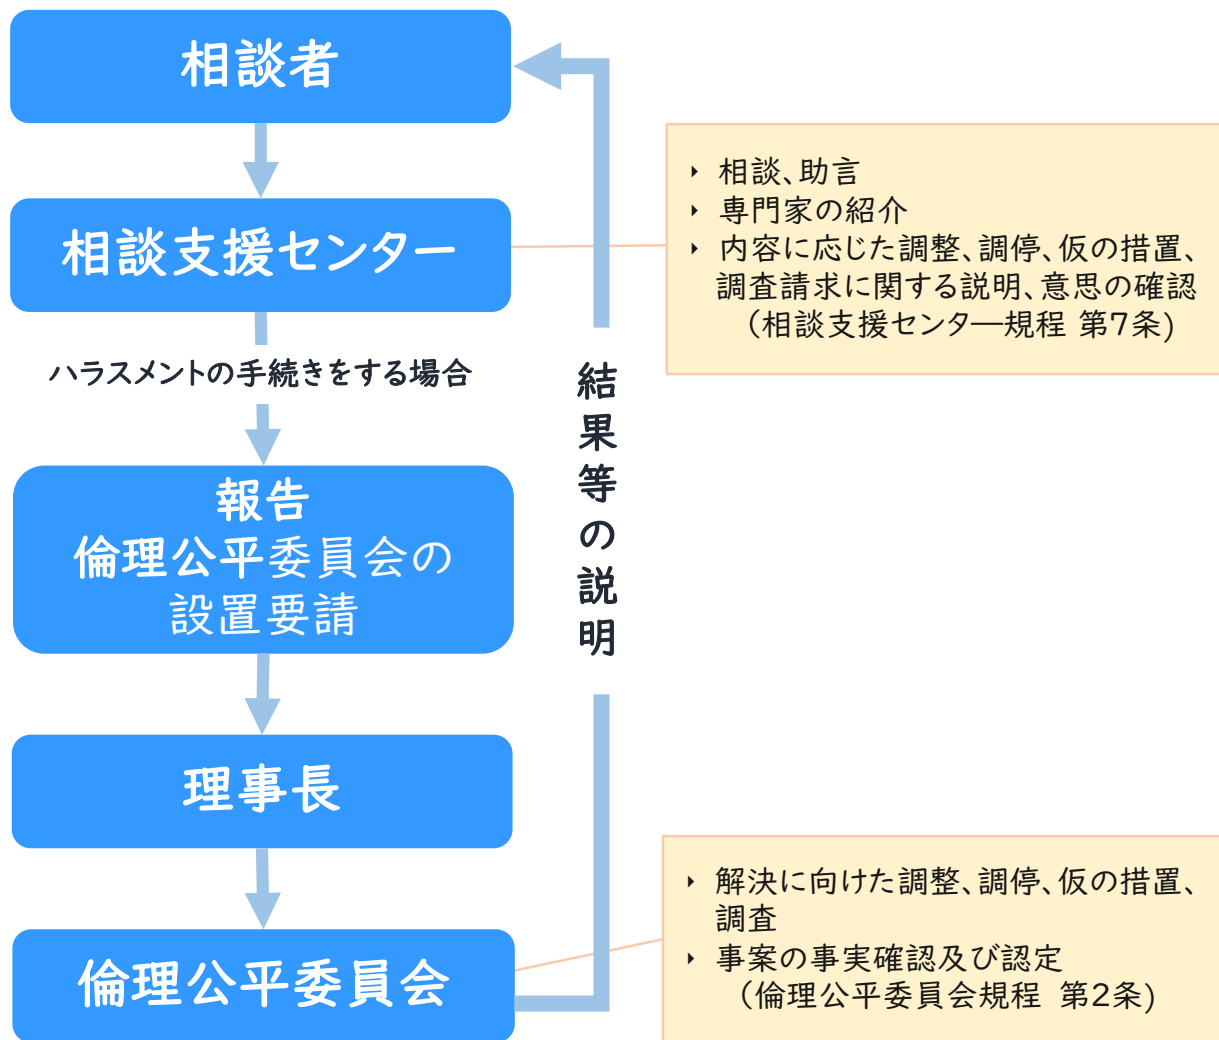 相談者
相談支援センター
‣ 相談、助言
‣ 専門家の紹介
‣ 内容に応じた調整、調停、仮の措置、
調査請求に関する説明、意思の確認
（相談支援センター規程 第7条)
ハラスメントの手続きをする場合
結果等の説明
報告
倫理公平委員会の
設置要請
理事長
倫理公平委員会
‣ 解決に向けた調整、調停、仮の措置、
調査
‣ 事案の事実確認及び認定
（倫理公平委員会規程 第2条)